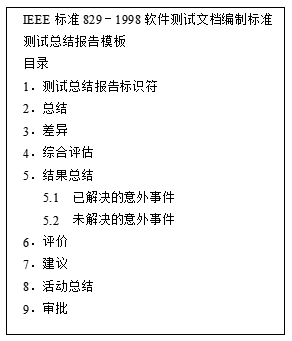 IEEE 标准 829－1998 软件测试文档编制标准
测试总结报告模板
目录
1．测试总结报告标识符
2．总结
3．差异
4．综合评估
5．结果总结
5.1　已解决的意外事件
5.2　未解决的意外事件
6．评价
7．建议
8．活动总结
9．审批